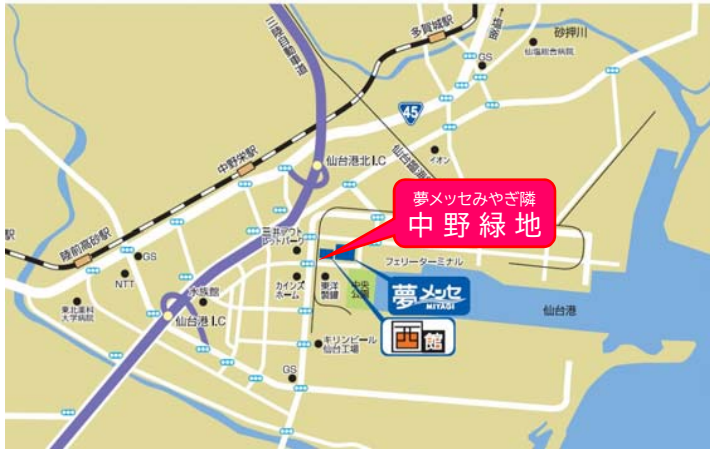 三陸自動車道
多賀城駅
砂押川
GS
仙塩総合病院
45
中野栄駅
仙台港北I.C
イオン
仙台臨海
夢メッセみやぎ隣
中野緑地
駅
陸前高砂駅
GS
三井アウト
レットパーク
フェリーターミナル
NTT
水族館
カインズ
ホーム
東洋
製罐
中央
公園
夢メッセ
MIYAGI
仙台港
東北薬科
大学病院
仙台港I.C
西館
キリンビール
仙台工場
GS